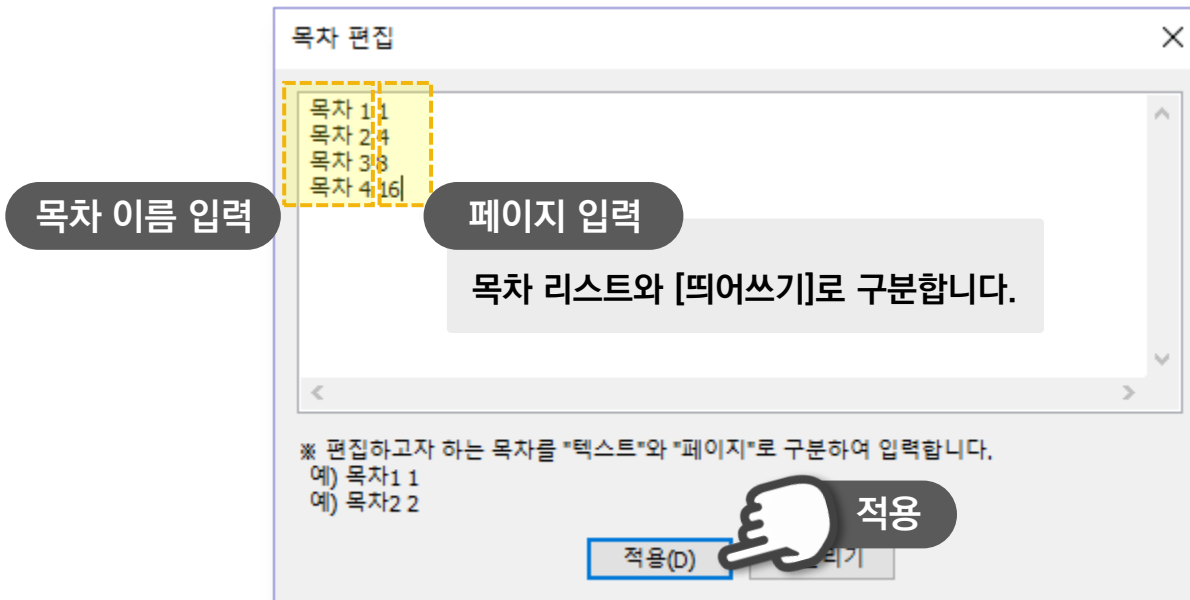 목차 편집
목차 1 1
목차 2 4
목차 3 8
목차 4 16
목차 이름 입력
페이지 입력
목차 리스트와 [띄어쓰기]로 구분합니다.
※ 편집하고자 하는 목차를 "텍스트"와 "페이지"로 구분하여 입력합니다.
예) 목차1 1
예) 목차2 2
적용
적용(D)